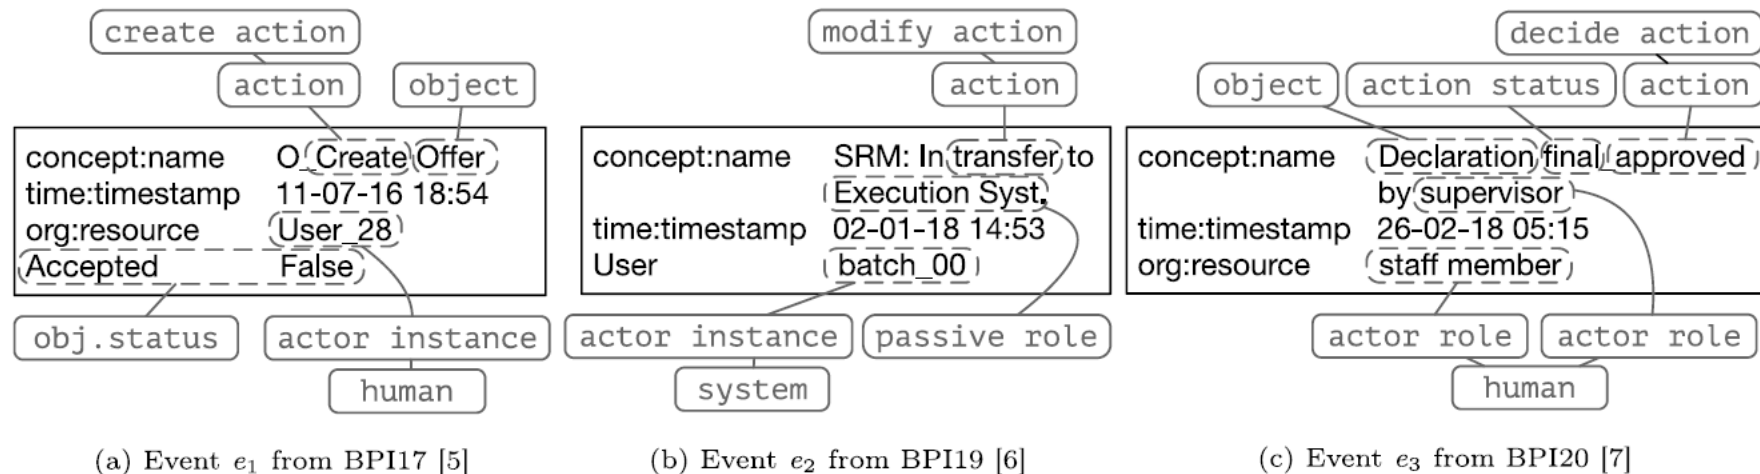 create action
action
object
concept:name O_Create Offer
time:timestamp 11-07-16 18:54
org:resource User_28
Accepted False
obj.status
actor instance
human
(a) Event e1 from BPI17 [5]
modify action
action
concept:name SRM: In transfer to
Execution Syst.
time:timestamp 02-01-18 14:53
User batch_00
actor instance
passive role
system
(b) Event e2 from BPI19 [6]
decide action
object
action status
action
concept:name Declaration final_approved
by supervisor
time:timestamp 26-02-18 05:15
org:resource staff member
actor role
actor role
human
(c) Event e3 from BPI20 [7]